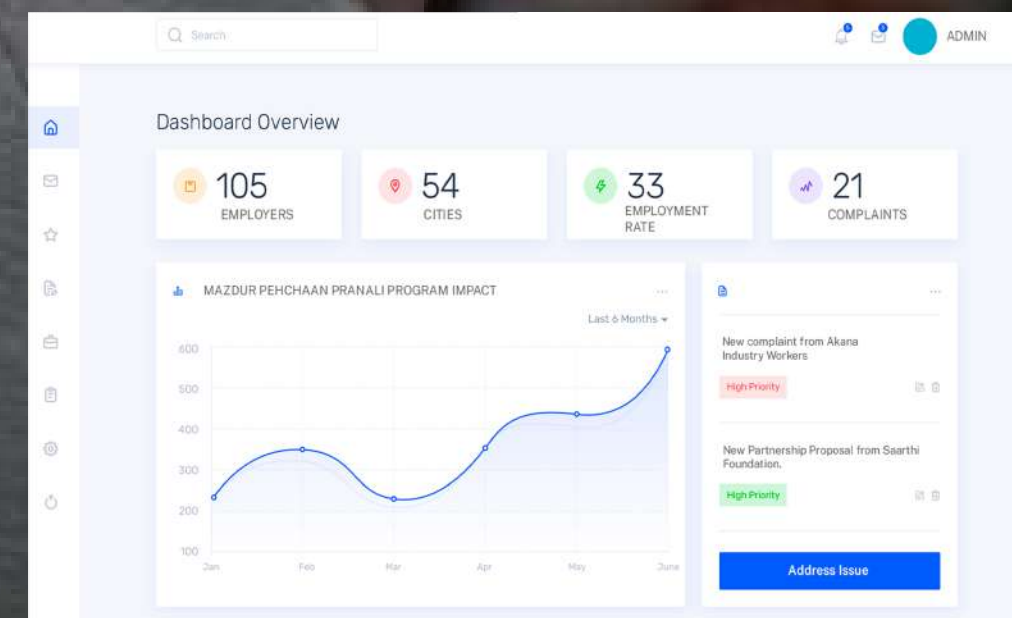 Search
ADMIN
Dashboard Overview
105
EMPLOYERS
54
CITIES
33
EMPLOYMENT
RATE
21
COMPLAINTS
MAZDUR PEHCHAAN PRANALI PROGRAM IMPACT
Last 6 Months
600
500
400
300
200
100
Jan
Feb
Mar
Apr
May
June
New complaint from Akana
Industry Workers
High Priority
New Partnership Proposal from Saarthi
Foundation.
High Priority
Address Issue